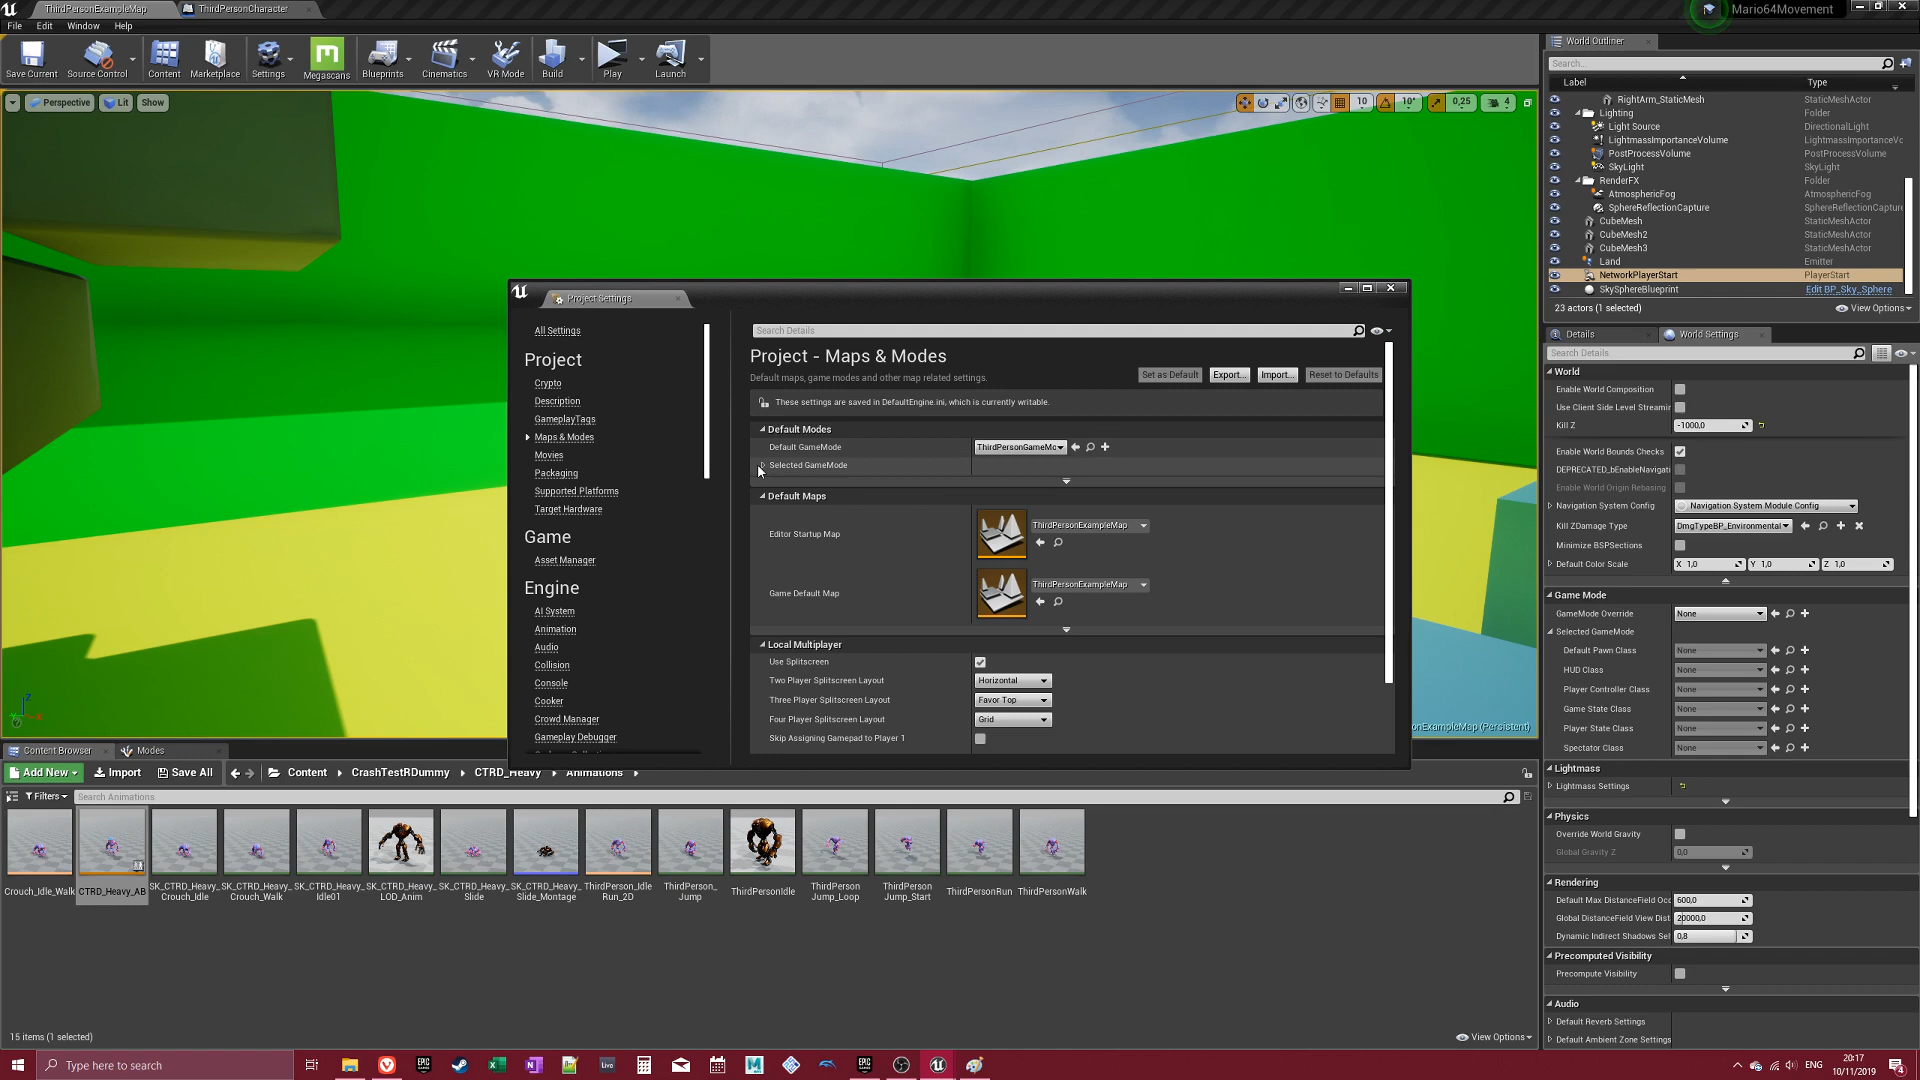 ThirdPersonExampleMap
ThirdPersonCharacter
Mario64Movement
File Edit Window Help
Save Current
Source Control
Content
Marketplace
Settings
Megascans
Blueprints
Cinematics
VR Mode
Build
Play
Launch
Perspective
Lit
Show
10
10°
0,25
4
World Outliner
Search...
Label Type
RightArm_StaticMesh StaticMeshActor
Lighting Folder
Light Source DirectionalLight
LightmassImportanceVolume LightmassImportanceVc
PostProcessVolume PostProcessVolume
SkyLight SkyLight
RenderFX Folder
AtmosphericFog AtmosphericFog
SphereReflectionCapture SphereReflectionCapture
CubeMesh StaticMeshActor
CubeMesh2 StaticMeshActor
CubeMesh3 StaticMeshActor
Land Emitter
NetworkPlayerStart PlayerStart
SkySphereBlueprint Edit BP_Sky_Sphere
23 actors (1 selected)
View Options
Project Settings
All Settings
Project
Crypto
Description
GameplayTags
Maps & Modes
Movies
Packaging
Supported Platforms
Target Hardware
Game
Asset Manager
Engine
AI System
Animation
Audio
Collision
Console
Cooker
Crowd Manager
Gameplay Debugger
Search Details
Project - Maps & Modes
Default maps, game modes and other map related settings.
Set as Default
Export...
Import...
Reset to Defaults
These settings are saved in DefaultEngine.ini, which is currently writable.
Default Modes
Default GameMode ThirdPersonGameMo
Selected GameMode
Default Maps
Editor Startup Map ThirdPersonExampleMap
Game Default Map ThirdPersonExampleMap
Local Multiplayer
Use Splitscreen
Two Player Splitscreen Layout Horizontal
Three Player Splitscreen Layout Favor Top
Four Player Splitscreen Layout Grid
Skip Assigning Gamepad to Player 1
onExampleMap (Persistent)
Details
World Settings
Search Details
World
Enable World Composition
Use Client Side Level Streamin
Kill Z -1000,0
Enable World Bounds Checks
DEPRECATED_bEnableNavigati
Enable World Origin Rebasing
Navigation System Config Navigation System Module Config
Kill ZDamage Type DmgTypeBP_Environmental
Minimize BSPSections
Default Color Scale X 1,0 Y 1,0 Z 1,0
Game Mode
GameMode Override None
Selected GameMode
Default Pawn Class None
HUD Class None
Player Controller Class None
Game State Class None
Player State Class None
Spectator Class None
Lightmass
Lightmass Settings
Physics
Override World Gravity
Global Gravity Z 0,0
Rendering
Default Max DistanceField Occ 600,0
Global DistanceField View Dist 20000,0
Dynamic Indirect Shadows Sel 0,8
Precomputed Visibility
Precompute Visibility
Audio
Default Reverb Settings
Default Ambient Zone Settings
Content Browser
Modes
Add New
Import
Save All
Content
CrashTestRDummy
CTRD_Heavy
Animations
Filters
Search Animations
Crouch_Idle_Walk
CTRD_Heavy_AB
SK_CTRD_Heavy_
Crouch_Idle
SK_CTRD_Heavy_
Crouch_Walk
SK_CTRD_Heavy_
Idle01
SK_CTRD_Heavy_
LOD_Anim
SK_CTRD_Heavy_
Slide
SK_CTRD_Heavy_
Slide_Montage
ThirdPerson_Idle
Run_2D
ThirdPerson_
Jump
ThirdPersonIdle
ThirdPerson
Jump_Loop
ThirdPerson
Jump_Start
ThirdPersonRun
ThirdPersonWalk
15 items (1 selected)
View Options
Type here to search
EPIC
GAMES
Live
EPIC
GAMES
ENG
20:17
10/11/2019
4